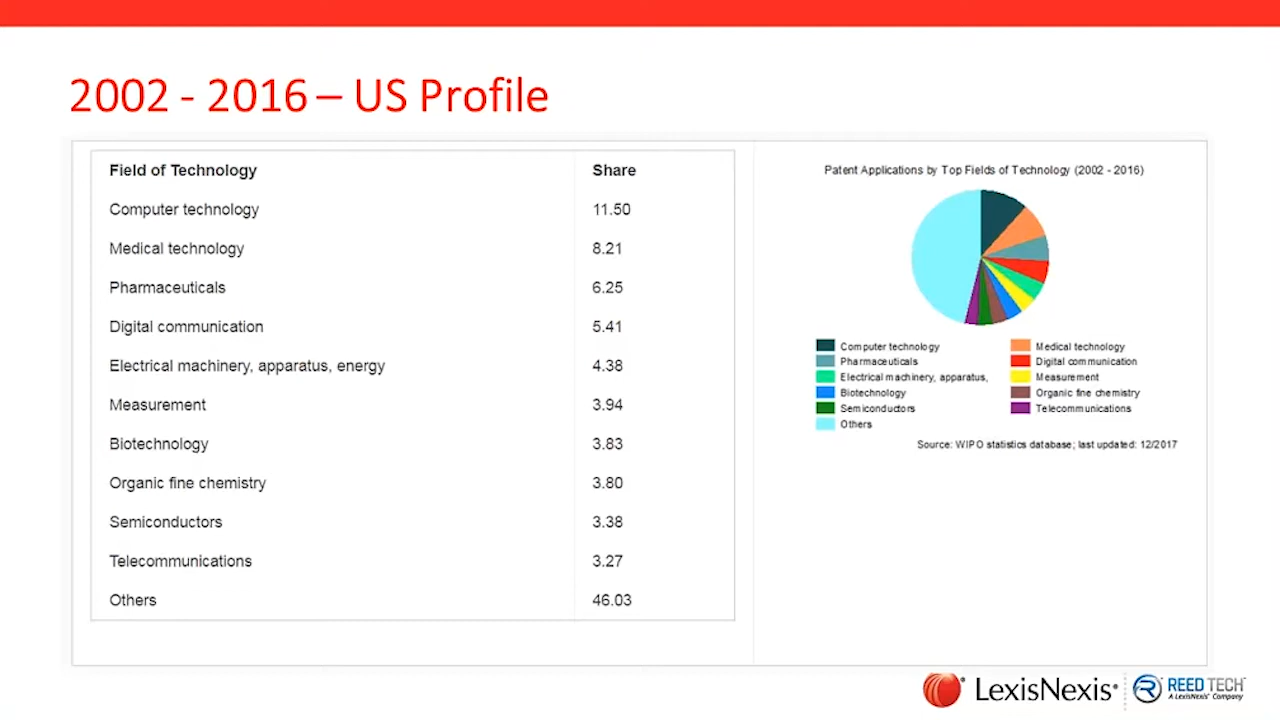 2002 - 2016 – US Profile
Field of Technology Share
Computer technology 11.50
Medical technology 8.21
Pharmaceuticals 6.25
Digital communication 5.41
Electrical machinery, apparatus, energy 4.38
Measurement 3.94
Biotechnology 3.83
Organic fine chemistry 3.80
Semiconductors 3.38
Telecommunications 3.27
Others 46.03
Patent Applications by Top Fields of Technology (2002 - 2016)
Computer technology Medical technology
Pharmaceuticals Digital communication
Electrical machinery, apparatus, Measurement
Biotechnology Organic fine chemistry
Semiconductors Telecommunications
Others
Source: WIPO statistics database; last updated: 12/2017
LexisNexis®
REED TECH™
A LexisNexis® Company